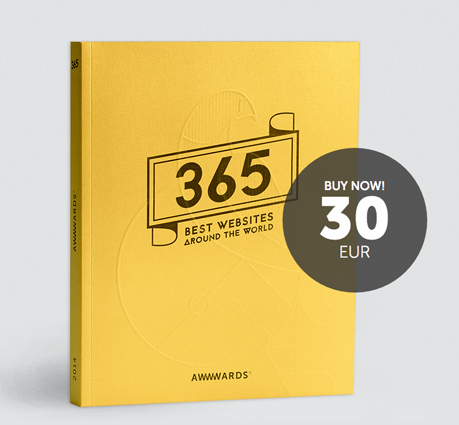 365
AWWWARDS®
2014
365
BEST WEBSITES
AROUND THE WORLD
AWWWARDS®
BUY NOW!
30
EUR